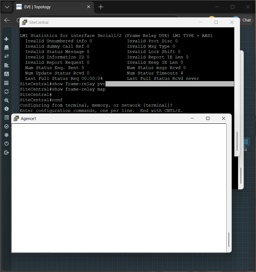 EVE | Topology
Chat
SiteCentral
LMI Statistics for interface Serial1/2 (Frame Relay DTE) LMI TYPE = ANSI
Invalid Unnumbered info 0 Invalid Prot Disc 0
Invalid dummy Call Ref 0 Invalid Msg Type 0
Invalid Status Message 0 Invalid Lock Shift 0
Invalid Information ID 0 Invalid Report IE Len 0
Invalid Report Request 0 Invalid Keep IE Len 0
Num Status Enq. Sent 5 Num Status msgs Rcvd 0
Num Update Status Rcvd 0 Num Status Timeouts 4
Last Full Status Req Last Full Status Rcvd never
SiteCentral#show frame-relay
SiteCentral#show frame-relay map
SiteCentral#
SiteCentral#conf
Configuring from terminal, memory, or network [terminal]?
Enter configuration commands, one per line. End with CNTL/Z.